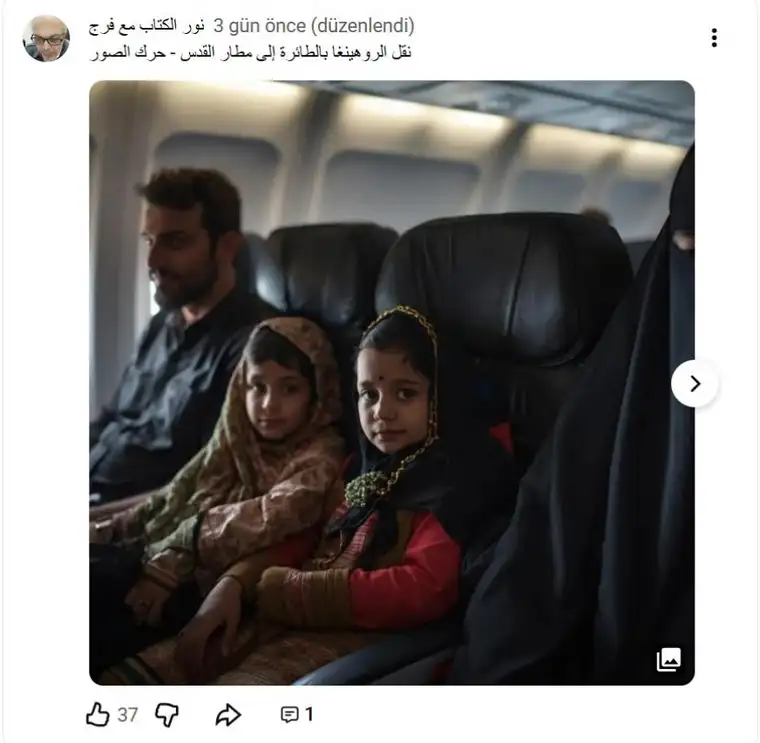 نور الكتاب مع فرج 3 gün önce (düzenlendi)
نقل الروهينغا بالطائرة إلى مطار القدس - حرك الصور
37
1